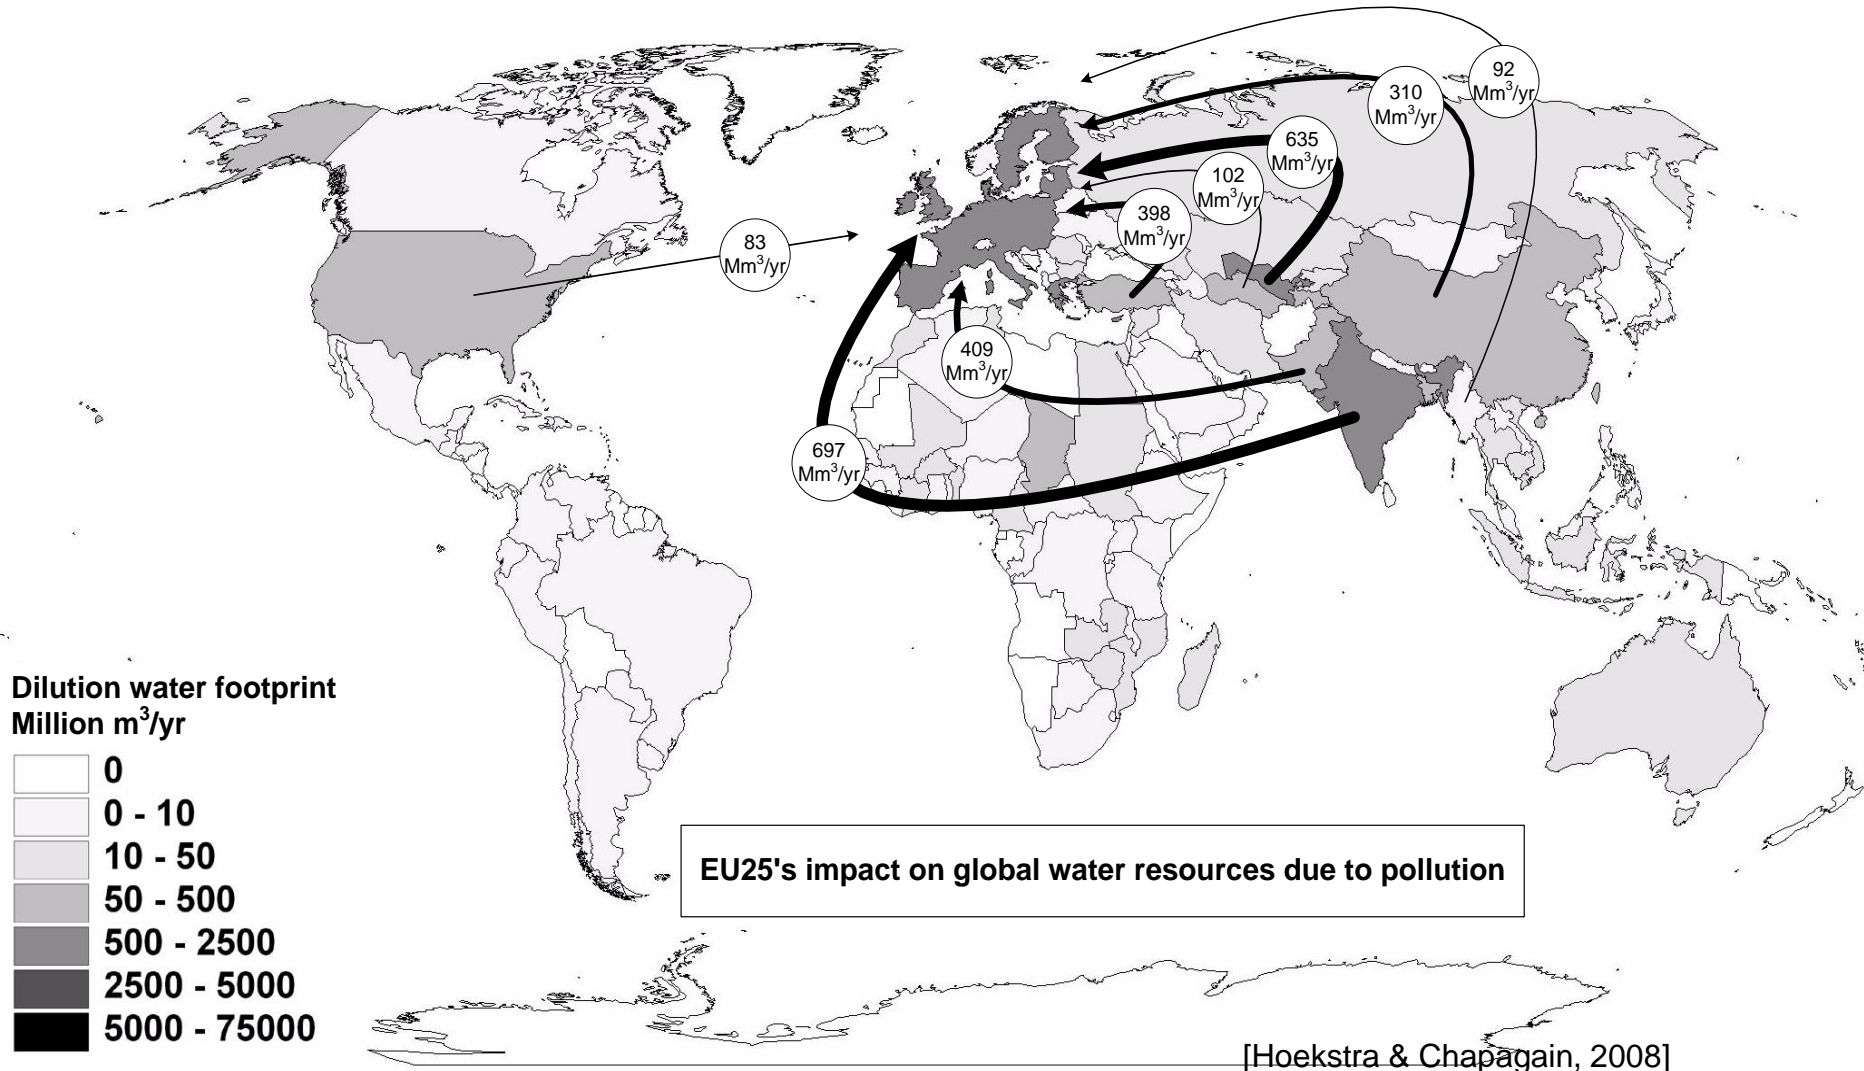 92
Mm³/yr
310
Mm³/yr
635
Mm³/yr
102
Mm³/yr
398
Mm³/yr
83
Mm³/yr
409
Mm³/yr
697
Mm³/yr
Dilution water footprint
Million m³/yr
0
0 - 10
10 - 50
50 - 500
500 - 2500
2500 - 5000
5000 - 75000
EU25's impact on global water resources due to pollution
[Hoekstra & Chapagain, 2008]